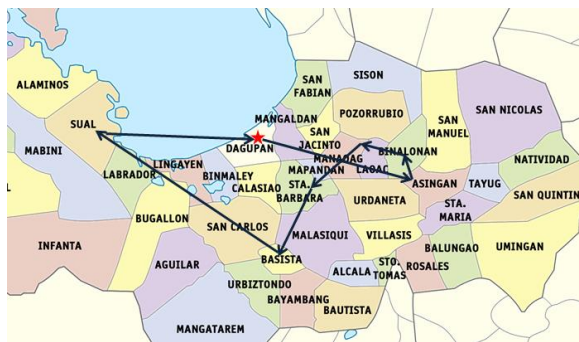 SISON
SAN
FABIAN
ALAMINOS
POZORRUBIO
SAN NICOLAS
MANGALDAN
SUAL
SAN
MANUEL
SAN
JACINTO
MABINI
DAGUPAN
BINALONAN
MANAOAG
NATIVIDAD
LINGAYEN
LABRADOR
BINMALEY
MAPANDAN
LAOAC
ASINGAN
TAYUG
CALASIAO
STA.
BARBARA
SAN QUINTIN
URDANETA
STA.
MARIA
BUGALLON
SAN CARLOS
MALASIQUI
VILLASIS
INFANTA
BALUNGAO
UMINGAN
BASISTA
AGUILAR
ALCALA
STO.
TOMAS
ROSALES
URBIZTONDO
BAYAMBANG
BAUTISTA
MANGATAREM